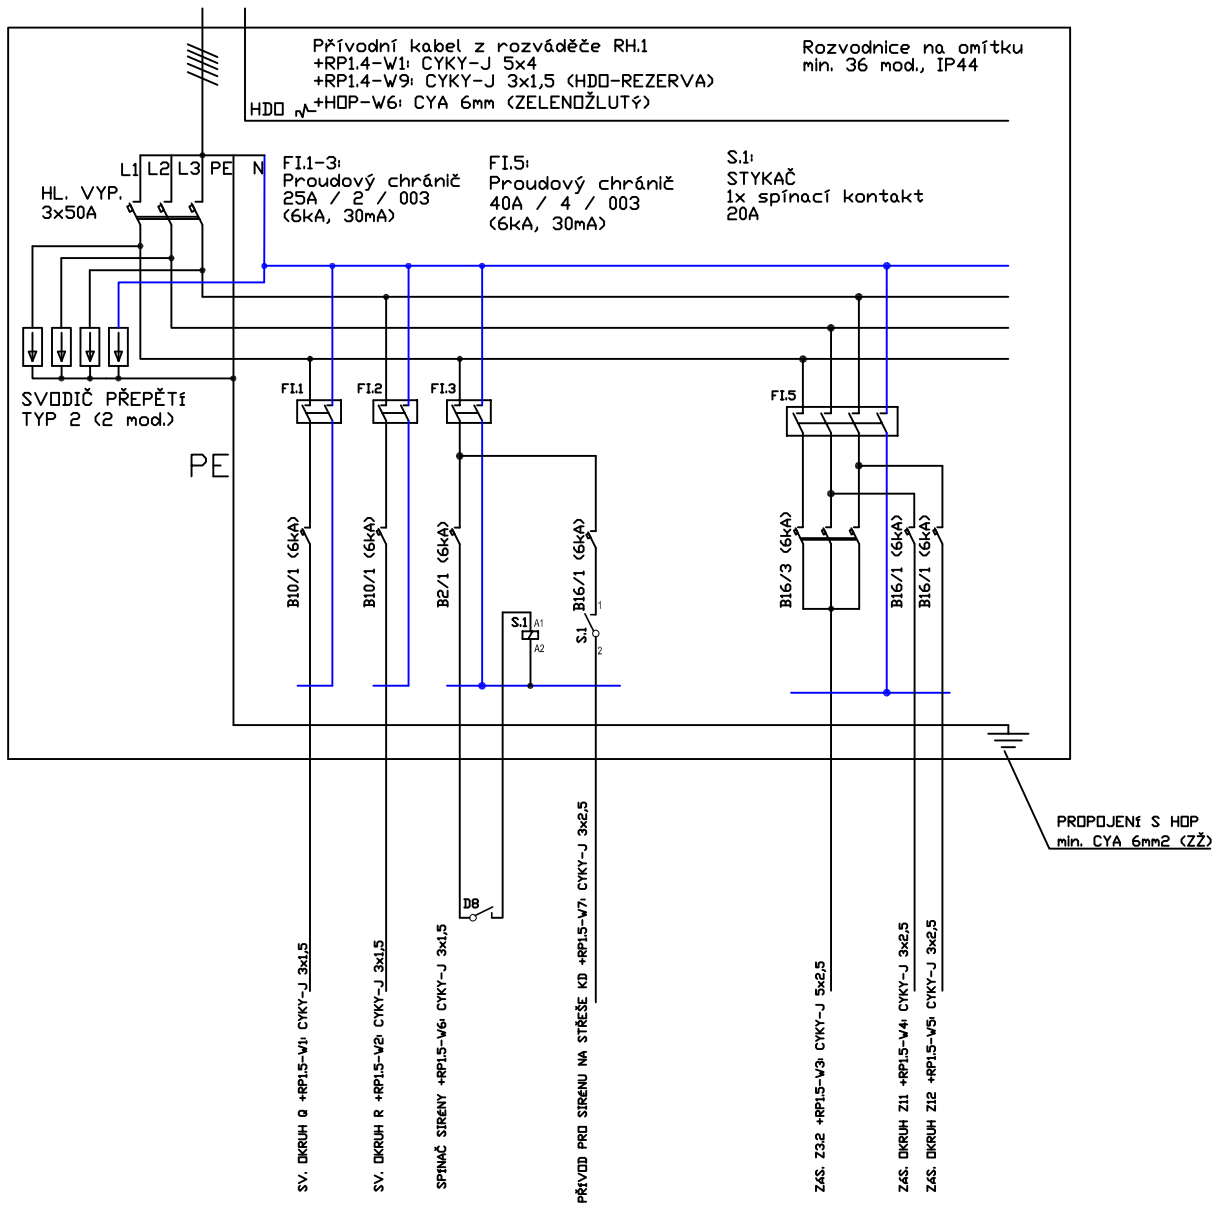 Přívodní kabel z rozváděče RH.1
+RP1.4-W1: CYKY-J 5x4
+RP1.4-W9: CYKY-J 3x1,5 (HDO-REZERVA)
+HOP-W6: CYA 6mm (ZELENOŽLUTÝ)
HDO
Rozvodnice na omítku
min. 36 mod., IP44
L1
L2
L3
PE
N
HL. VYP.
3x50A
FI.1-3:
Proudový chránič
25A / 2 / 003
(6kA, 30mA)
FI.5:
Proudový chránič
40A / 4 / 003
(6kA, 30mA)
S.1:
STYKAČ
1x spínací kontakt
20A
SVODIČ PŘEPĚTÍ
TYP 2 (2 mod.)
PE
FI.1
FI.2
FI.3
FI.5
B10/1 (6kA)
B10/1 (6kA)
B2/1 (6kA)
B16/1 (6kA)
B16/3 (6kA)
B16/1 (6kA)
B16/1 (6kA)
S.1
A1
A2
S.1
1
2
D8
PROPOJENÍ S HOP
min. CYA 6mm2 (ZŽ)
SV. OKRUH Q +RP1.5-W1: CYKY-J 3x1,5
SV. OKRUH R +RP1.5-W2: CYKY-J 3x1,5
SPÍNAČ SIRÉNY +RP1.5-W6: CYKY-J 3x1,5
PŘÍVOD PRO SIRÉNU NA STŘEŠE KD +RP1.5-W7: CYKY-J 3x2,5
ZÁS. Z3.2 +RP1.5-W3: CYKY-J 5x2,5
ZÁS. OKRUH Z11 +RP1.5-W4: CYKY-J 3x2,5
ZÁS. OKRUH Z12 +RP1.5-W5: CYKY-J 3x2,5